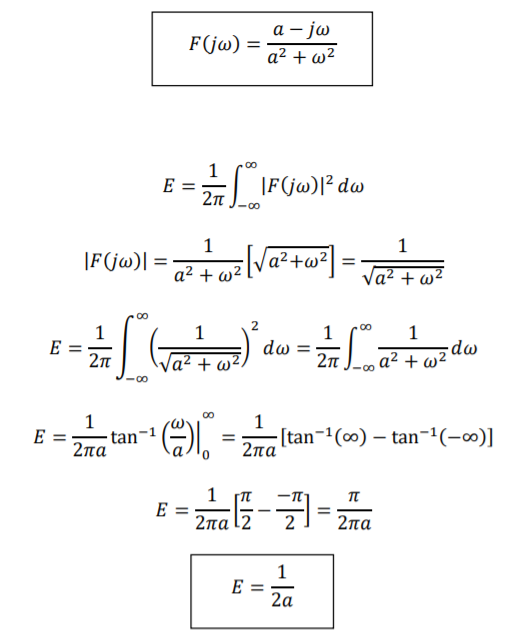 F(jω) = (a − jω)/(a² + ω²)
E = (1/2π) ∫_{−∞}^{∞} |F(jω)|² dω
|F(jω)| = 1/(a² + ω²) [√(a²+ω²)] = 1/√(a² + ω²)
E = (1/2π) ∫_{−∞}^{∞} (1/√(a² + ω²))² dω = (1/2π) ∫_{−∞}^{∞} 1/(a² + ω²) dω
E = (1/2πa) tan⁻¹(ω/a)|₀^∞ = (1/2πa) [tan⁻¹(∞) − tan⁻¹(−∞)]
E = (1/2πa) [π/2 − (−π)/2] = π/2πa
E = 1/2a